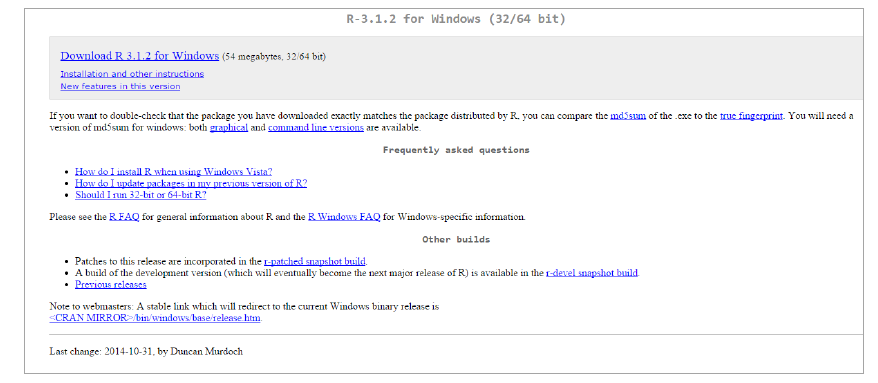 R-3.1.2 for Windows (32/64 bit)
Download R 3.1.2 for Windows (54 megabytes, 32/64 bit)
Installation and other instructions
New features in this version
If you want to double-check that the package you have downloaded exactly matches the package distributed by R, you can compare the md5sum of the .exe to the true fingerprint. You will need a
version of md5sum for windows: both graphical and command line versions are available.
Frequently asked questions
• How do I install R when using Windows Vista?
• How do I update packages in my previous version of R?
• Should I run 32-bit or 64-bit R?
Please see the R FAQ for general information about R and the R Windows FAQ for Windows-specific information.
Other builds
• Patches to this release are incorporated in the r-patched snapshot build.
• A build of the development version (which will eventually become the next major release of R) is available in the r-devel snapshot build.
• Previous releases
Note to webmasters: A stable link which will redirect to the current Windows binary release is
<CRAN MIRROR>/bin/windows/base/release.htm.
Last change: 2014-10-31, by Duncan Murdoch